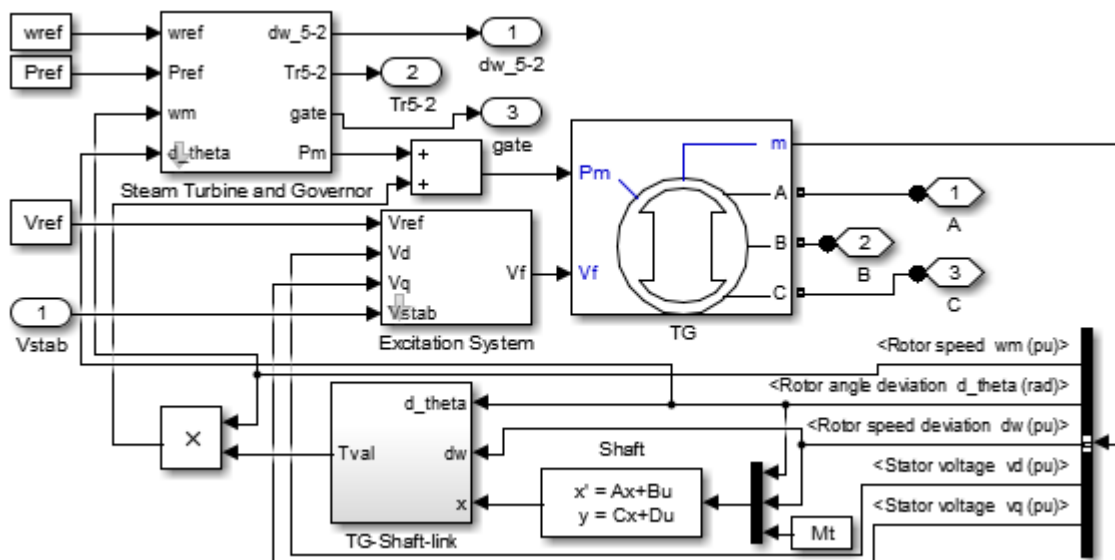 wref
Pref
wref
Pref
wm
d_theta
dw_5-2
Tr5-2
gate
Pm
Steam Turbine and Governor
1
dw_5-2
2
Tr5-2
3
gate
+
+
Vref
1
Vstab
Vref
Vd
Vq
Vstab
Vf
Excitation System
Pm
Vf
m
A
B
C
TG
1
A
2
B
3
C
<Rotor speed wm (pu)>
<Rotor angle deviation d_theta (rad)>
<Rotor speed deviation dw (pu)>
<Stator voltage vd (pu)>
<Stator voltage vq (pu)>
×
Tval
d_theta
dw
x
TG-Shaft-link
Shaft
x' = Ax+Bu
y = Cx+Du
Mt